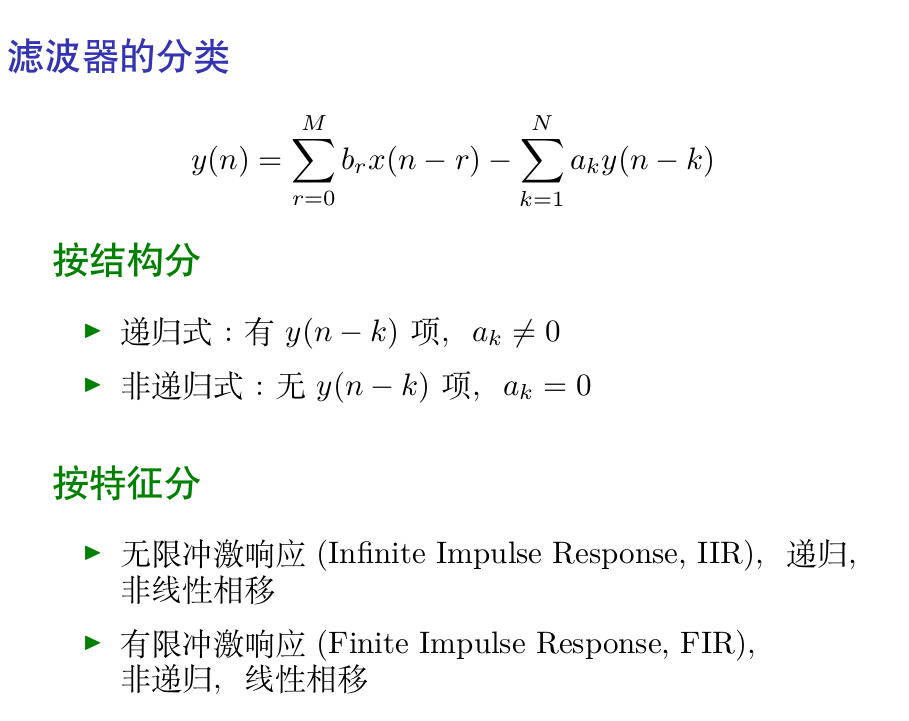 滤波器的分类
y(n) = \sum_{r=0}^{M} b_r x(n − r) − \sum_{k=1}^{N} a_k y(n − k)
按结构分
▶ 递归式：有 y(n − k) 项，a_k ≠ 0
▶ 非递归式：无 y(n − k) 项，a_k = 0
按特征分
▶ 无限冲激响应 (Infinite Impulse Response, IIR)，递归，
非线性相移
▶ 有限冲激响应 (Finite Impulse Response, FIR)，
非递归，线性相移